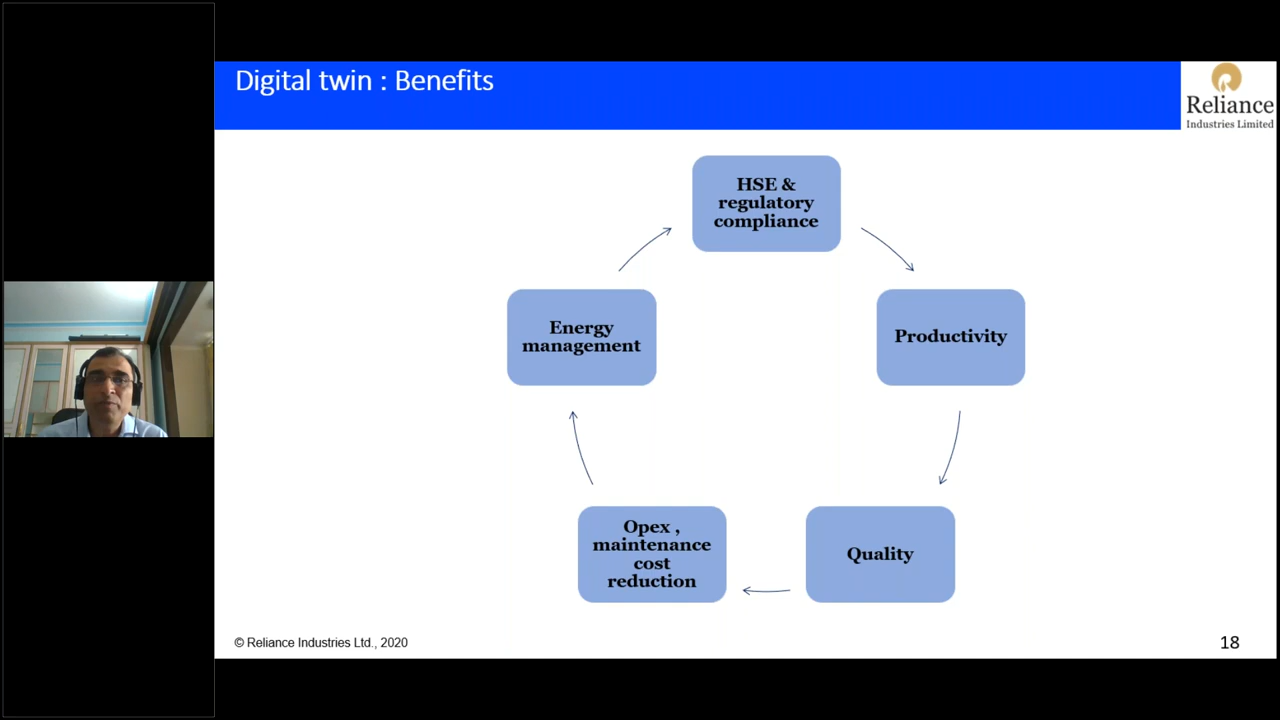 Digital twin : Benefits
Reliance
Industries Limited
HSE &
regulatory
compliance
Energy
management
Productivity
Opex ,
maintenance
cost
reduction
Quality
© Reliance Industries Ltd., 2020
18